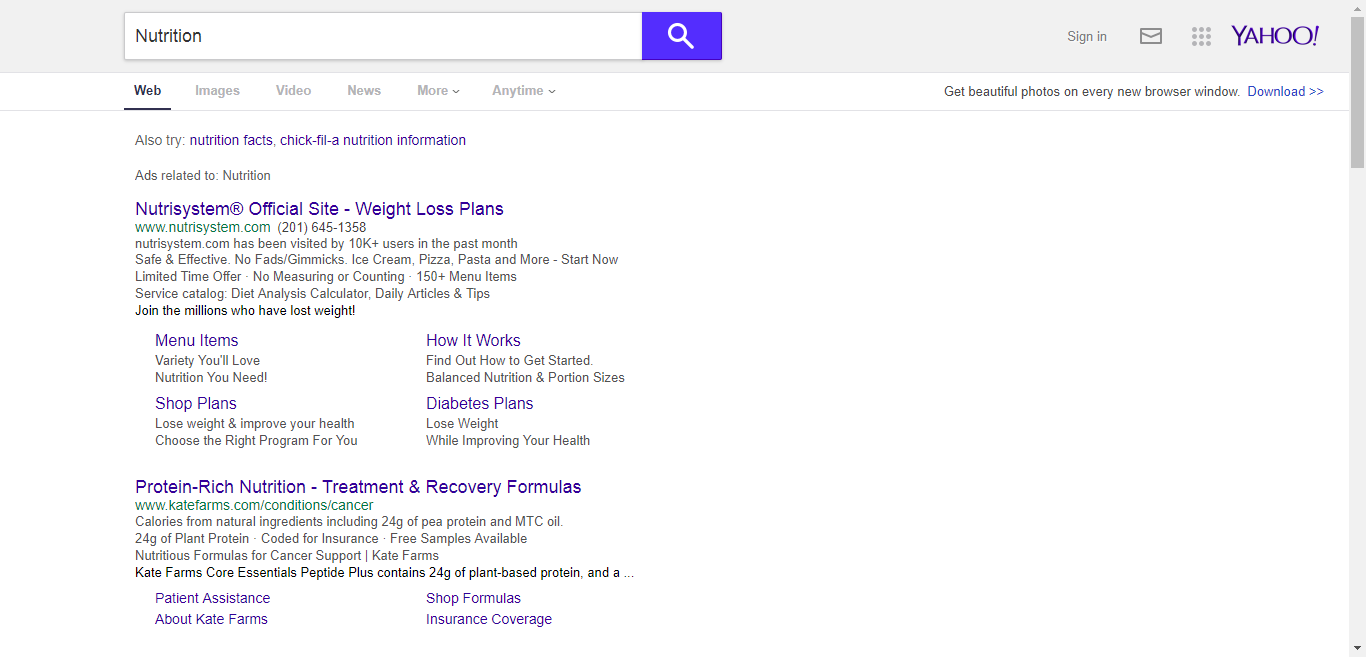 Nutrition
Sign in
YAHOO!
Web Images Video News More Anytime
Get beautiful photos on every new browser window. Download >>
Also try: nutrition facts, chick-fil-a nutrition information
Ads related to: Nutrition
Nutrisystem® Official Site - Weight Loss Plans
www.nutrisystem.com (201) 645-1358
nutrisystem.com has been visited by 10K+ users in the past month
Safe & Effective. No Fads/Gimmicks. Ice Cream, Pizza, Pasta and More - Start Now
Limited Time Offer · No Measuring or Counting · 150+ Menu Items
Service catalog: Diet Analysis Calculator, Daily Articles & Tips
Join the millions who have lost weight!
Menu Items
Variety You'll Love
Nutrition You Need!
How It Works
Find Out How to Get Started.
Balanced Nutrition & Portion Sizes
Shop Plans
Lose weight & improve your health
Choose the Right Program For You
Diabetes Plans
Lose Weight
While Improving Your Health
Protein-Rich Nutrition - Treatment & Recovery Formulas
www.katefarms.com/conditions/cancer
Calories from natural ingredients including 24g of pea protein and MTC oil.
24g of Plant Protein · Coded for Insurance · Free Samples Available
Nutritious Formulas for Cancer Support | Kate Farms
Kate Farms Core Essentials Peptide Plus contains 24g of plant-based protein, and a ...
Patient Assistance
Shop Formulas
About Kate Farms
Insurance Coverage